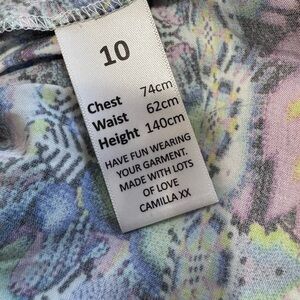 10
Chest 74cm
Waist 62cm
Height 140cm
HAVE FUN WEARING
YOUR GARMENT.
MADE WITH LOTS
OF LOVE
CAMILLA XX